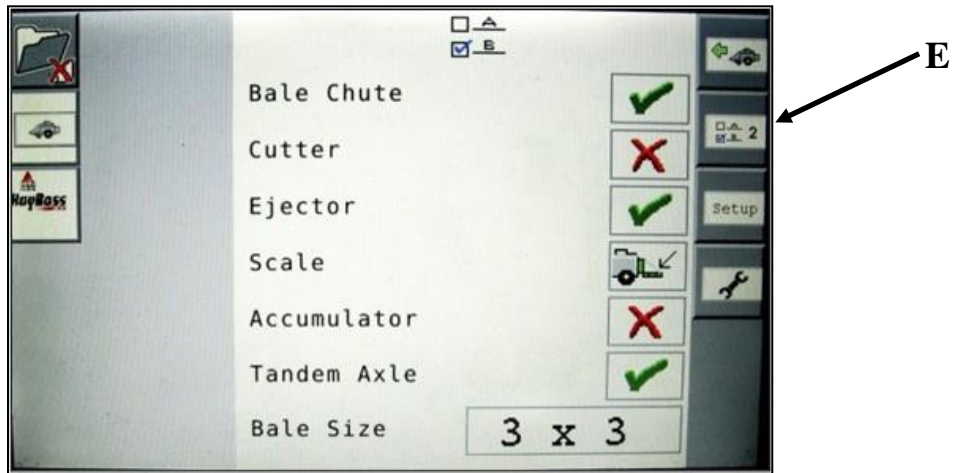 A
B
Bale Chute
Cutter
Ejector
Scale
Accumulator
Tandem Axle
Bale Size 3 x 3
HayBoss
A
B 2
Setup
E